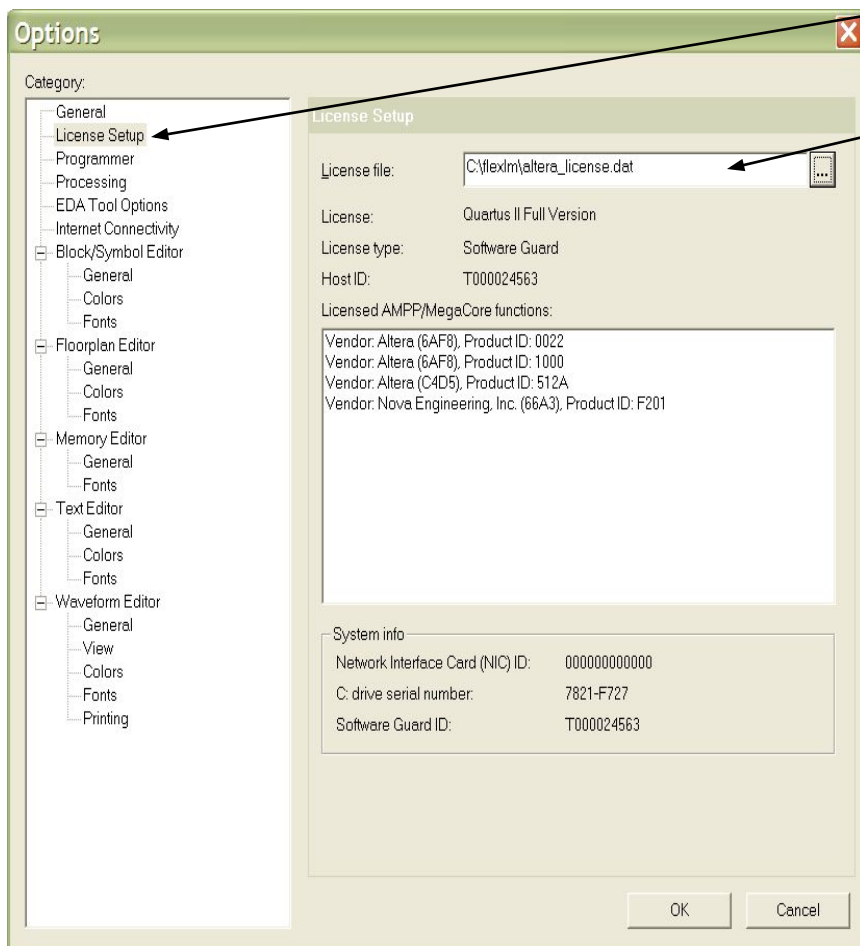 Options
Category:
General
License Setup
Programmer
Processing
EDA Tool Options
Internet Connectivity
Block/Symbol Editor
General
Colors
Fonts
Floorplan Editor
General
Colors
Fonts
Memory Editor
General
Fonts
Text Editor
General
Colors
Fonts
Waveform Editor
General
View
Colors
Fonts
Printing
License Setup
License file: C:\flexlm\altera_license.dat ...
License: Quartus II Full Version
License type: Software Guard
Host ID: T000024563
Licensed AMPP/MegaCore functions:
Vendor: Altera (6AF8), Product ID: 0022
Vendor: Altera (6AF8), Product ID: 1000
Vendor: Altera (C4D5), Product ID: 512A
Vendor: Nova Engineering, Inc. (66A3), Product ID: F201
System info
Network Interface Card (NIC) ID: 000000000000
C: drive serial number: 7821-F727
Software Guard ID: T000024563
OK Cancel